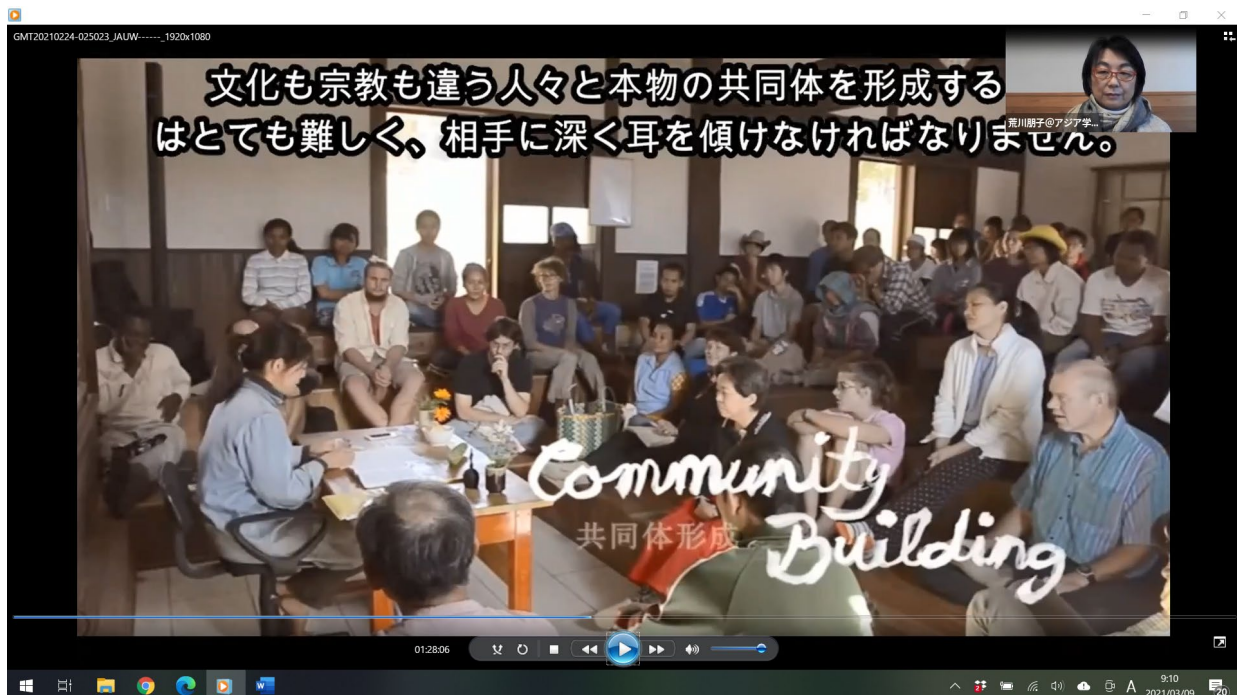 GMT20210224-025023_JAUW------_1920x1080
文化も宗教も違う人々と本物の共同体を形成する
はとても難しく、相手に深く耳を傾けなければなりません。
荒川朋子@アジア学...
Community
共同体形成
Building
01:28:06
A
9:10
2021/03/09
20